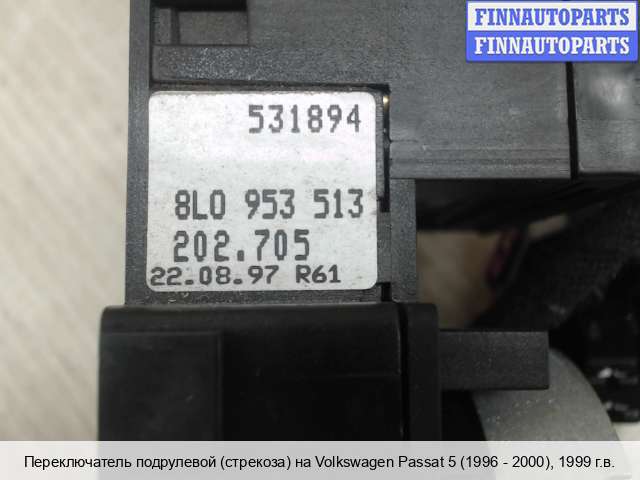 FINNAUTOPARTS
FINNAUTOPARTS
531894
8L0 953 513
202.705
22.08.97 R61
Переключатель подрулевой (стрекоза) на Volkswagen Passat 5 (1996 - 2000), 1999 г.в.